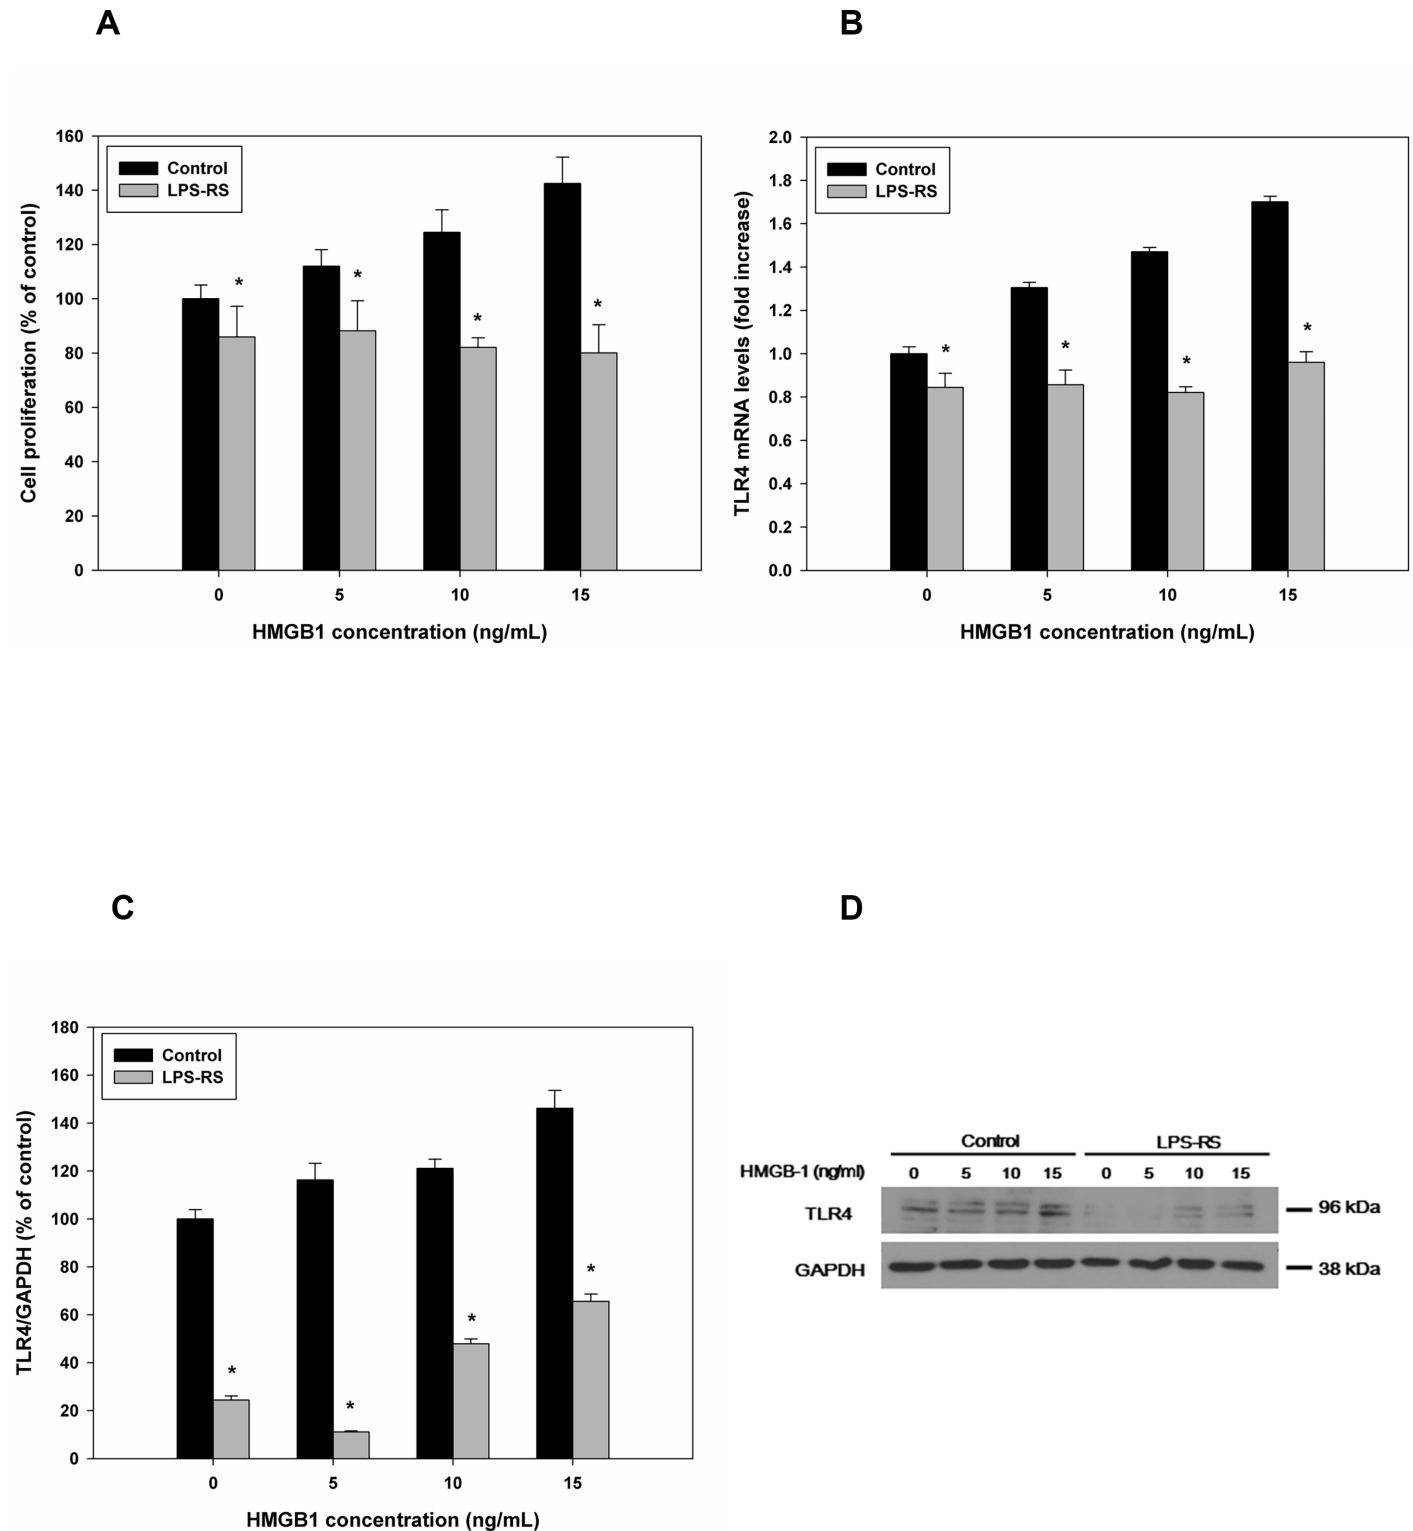 A
Cell proliferation (% of control)
160
140
120
100
80
60
40
20
0
Control
LPS-RS
*
*
*
*
0 5 10 15
HMGB1 concentration (ng/mL)
B
TLR4 mRNA levels (fold increase)
2.0
1.8
1.6
1.4
1.2
1.0
0.8
0.6
0.4
0.2
0.0
Control
LPS-RS
*
*
*
*
0 5 10 15
HMGB1 concentration (ng/mL)
C
TLR4/GAPDH (% of control)
180
160
140
120
100
80
60
40
20
0
Control
LPS-RS
*
*
*
*
0 5 10 15
HMGB1 concentration (ng/mL)
D
Control LPS-RS
HMGB-1 (ng/ml) 0 5 10 15 0 5 10 15
TLR4 96 kDa
GAPDH 38 kDa